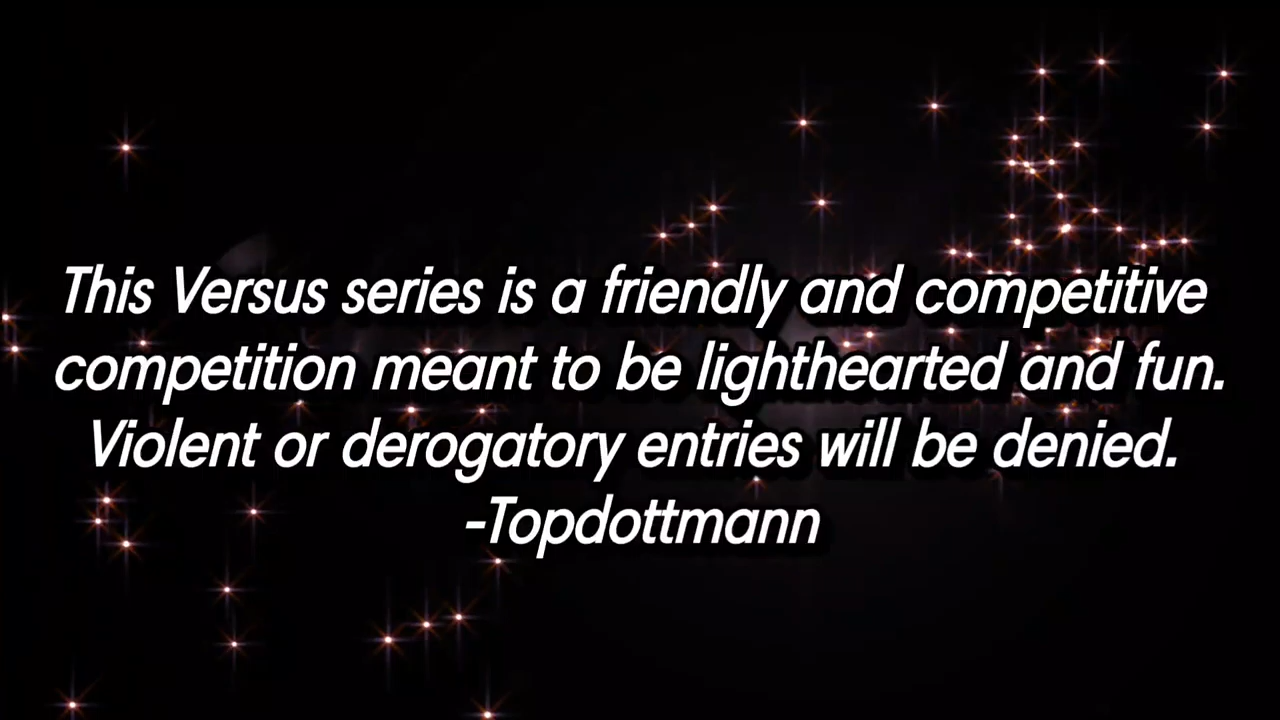 This Versus series is a friendly and competitive
competition meant to be lighthearted and fun.
Violent or derogatory entries will be denied.
-Topdottmann